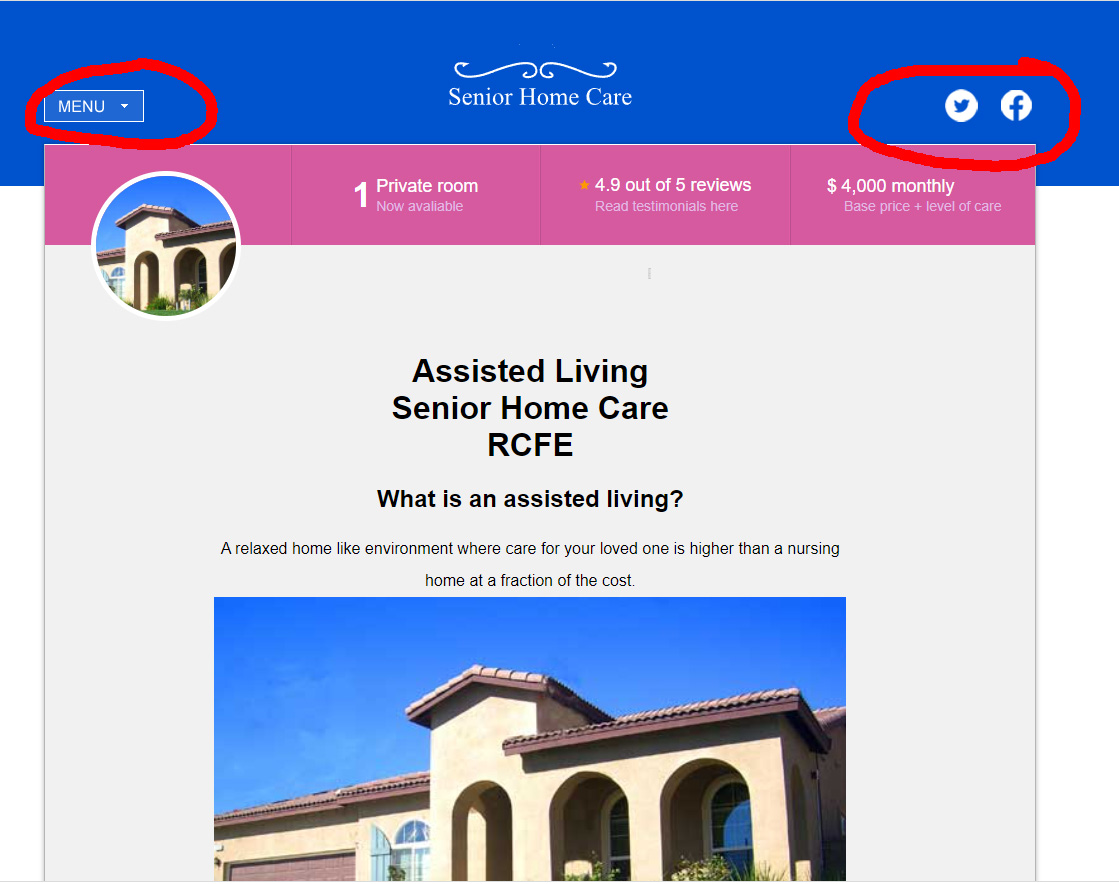 MENU
Senior Home Care
1 Private room
Now avaliable
4.9 out of 5 reviews
Read testimonials here
$ 4,000 monthly
Base price + level of care
Assisted Living
Senior Home Care
RCFE
What is an assisted living?
A relaxed home like environment where care for your loved one is higher than a nursing
home at a fraction of the cost.